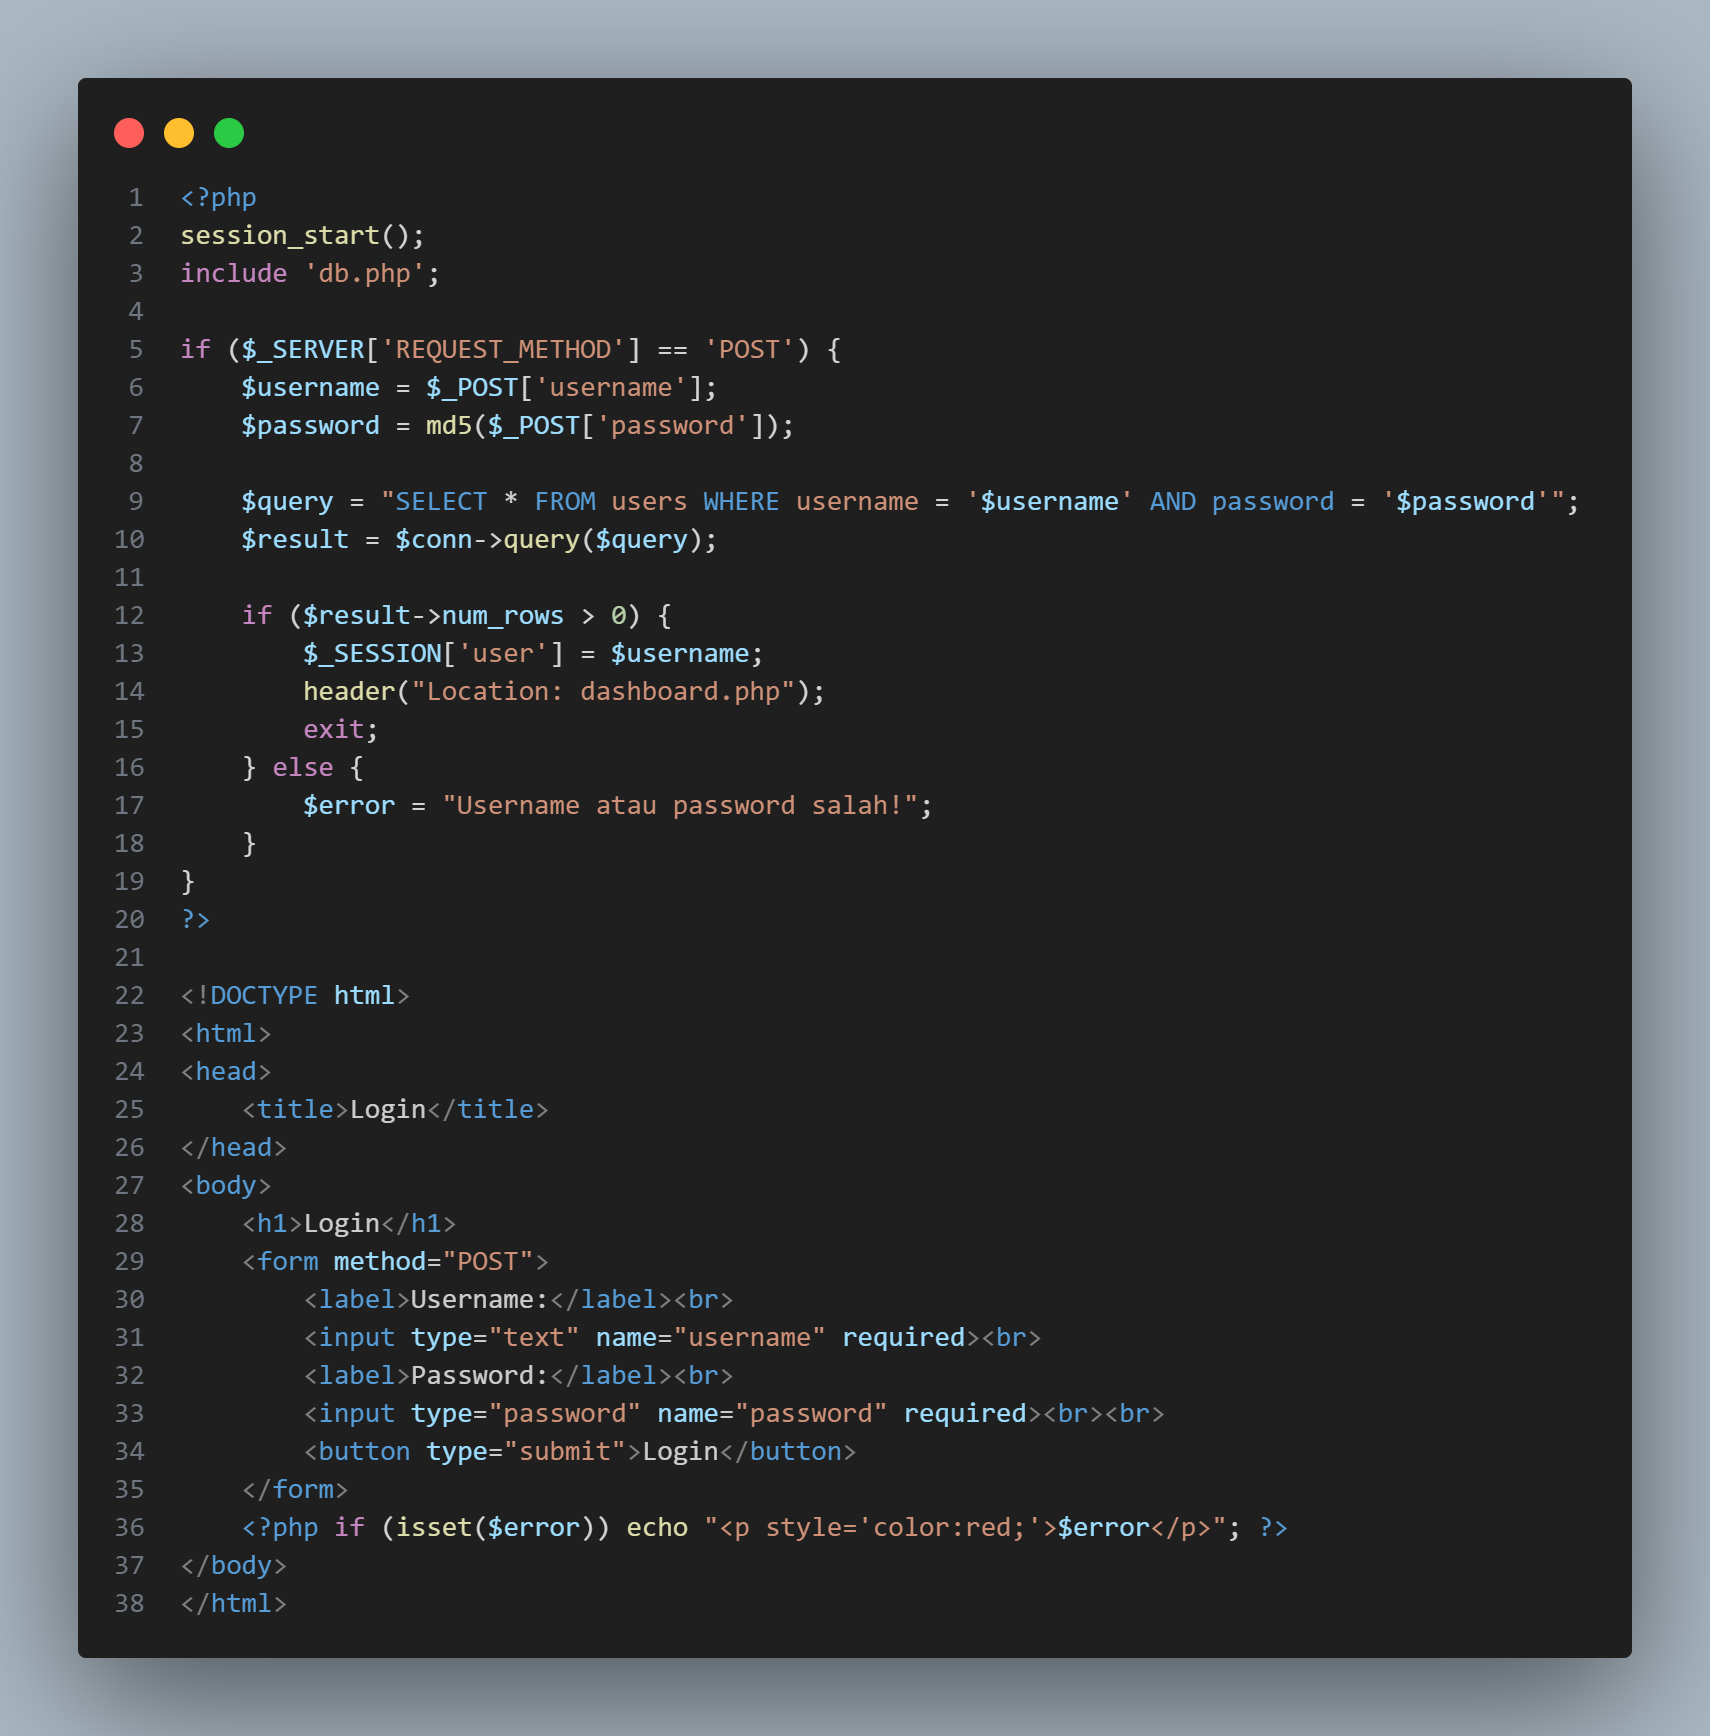 1 <?php
2 session_start();
3 include 'db.php';
4
5 if ($_SERVER['REQUEST_METHOD'] == 'POST') {
6     $username = $_POST['username'];
7     $password = md5($_POST['password']);
8
9     $query = "SELECT * FROM users WHERE username = '$username' AND password = '$password'";
10     $result = $conn->query($query);
11
12     if ($result->num_rows > 0) {
13         $_SESSION['user'] = $username;
14         header("Location: dashboard.php");
15         exit;
16     } else {
17         $error = "Username atau password salah!";
18     }
19 }
20 ?>
21
22 <!DOCTYPE html>
23 <html>
24 <head>
25     <title>Login</title>
26 </head>
27 <body>
28     <h1>Login</h1>
29     <form method="POST">
30         <label>Username:</label><br>
31         <input type="text" name="username" required><br>
32         <label>Password:</label><br>
33         <input type="password" name="password" required><br><br>
34         <button type="submit">Login</button>
35     </form>
36     <?php if (isset($error)) echo "<p style='color:red;'>$error</p>"; ?>
37 </body>
38 </html>